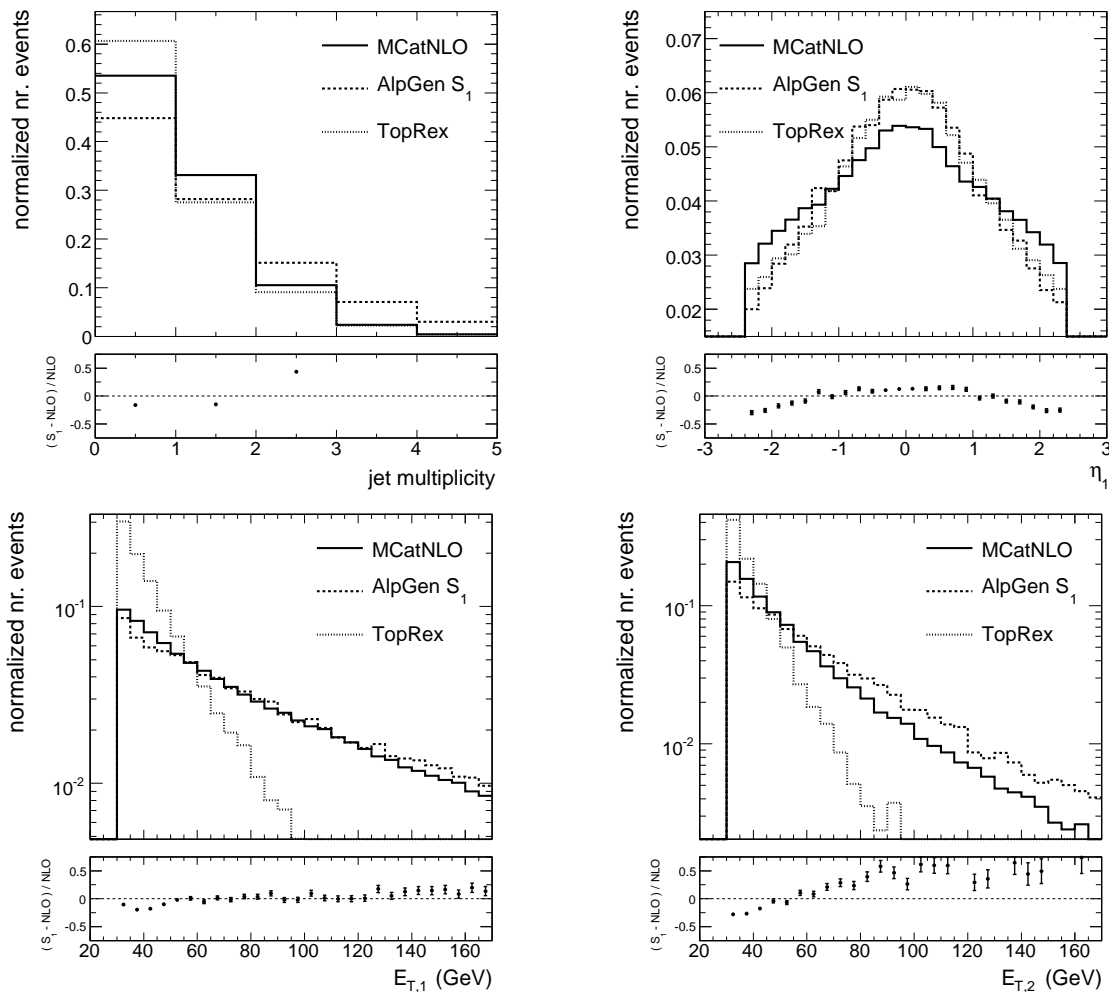 normalized nr. events
0.6
0.5
0.4
0.3
0.2
0.1
0
MCatNLO
AlpGen S1
TopRex
( S1 - NLO ) / NLO
0.5
0
-0.5
0 1 2 3 4 5
jet multiplicity
normalized nr. events
0.07
0.06
0.05
0.04
0.03
0.02
MCatNLO
AlpGen S1
TopRex
( S1 - NLO ) / NLO
0.5
0
-0.5
-3 -2 -1 0 1 2 3
η1
normalized nr. events
10-1
10-2
MCatNLO
AlpGen S1
TopRex
( S1 - NLO ) / NLO
0.5
0
-0.5
20 40 60 80 100 120 140 160
ET,1 (GeV)
normalized nr. events
10-1
10-2
MCatNLO
AlpGen S1
TopRex
( S1 - NLO ) / NLO
0.5
0
-0.5
20 40 60 80 100 120 140 160
ET,2 (GeV)